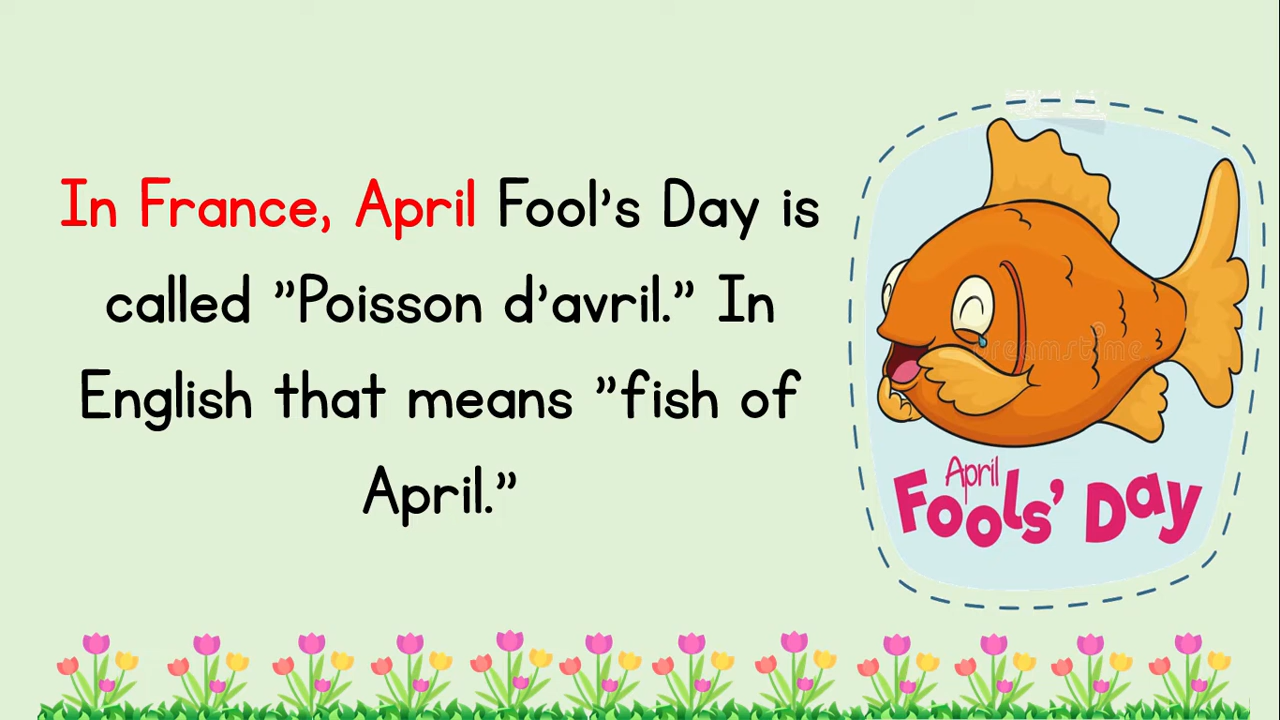 In France, April Fool's Day is
called "Poisson d'avril." In
English that means "fish of
April."
dreamstime
April
Fools' Day